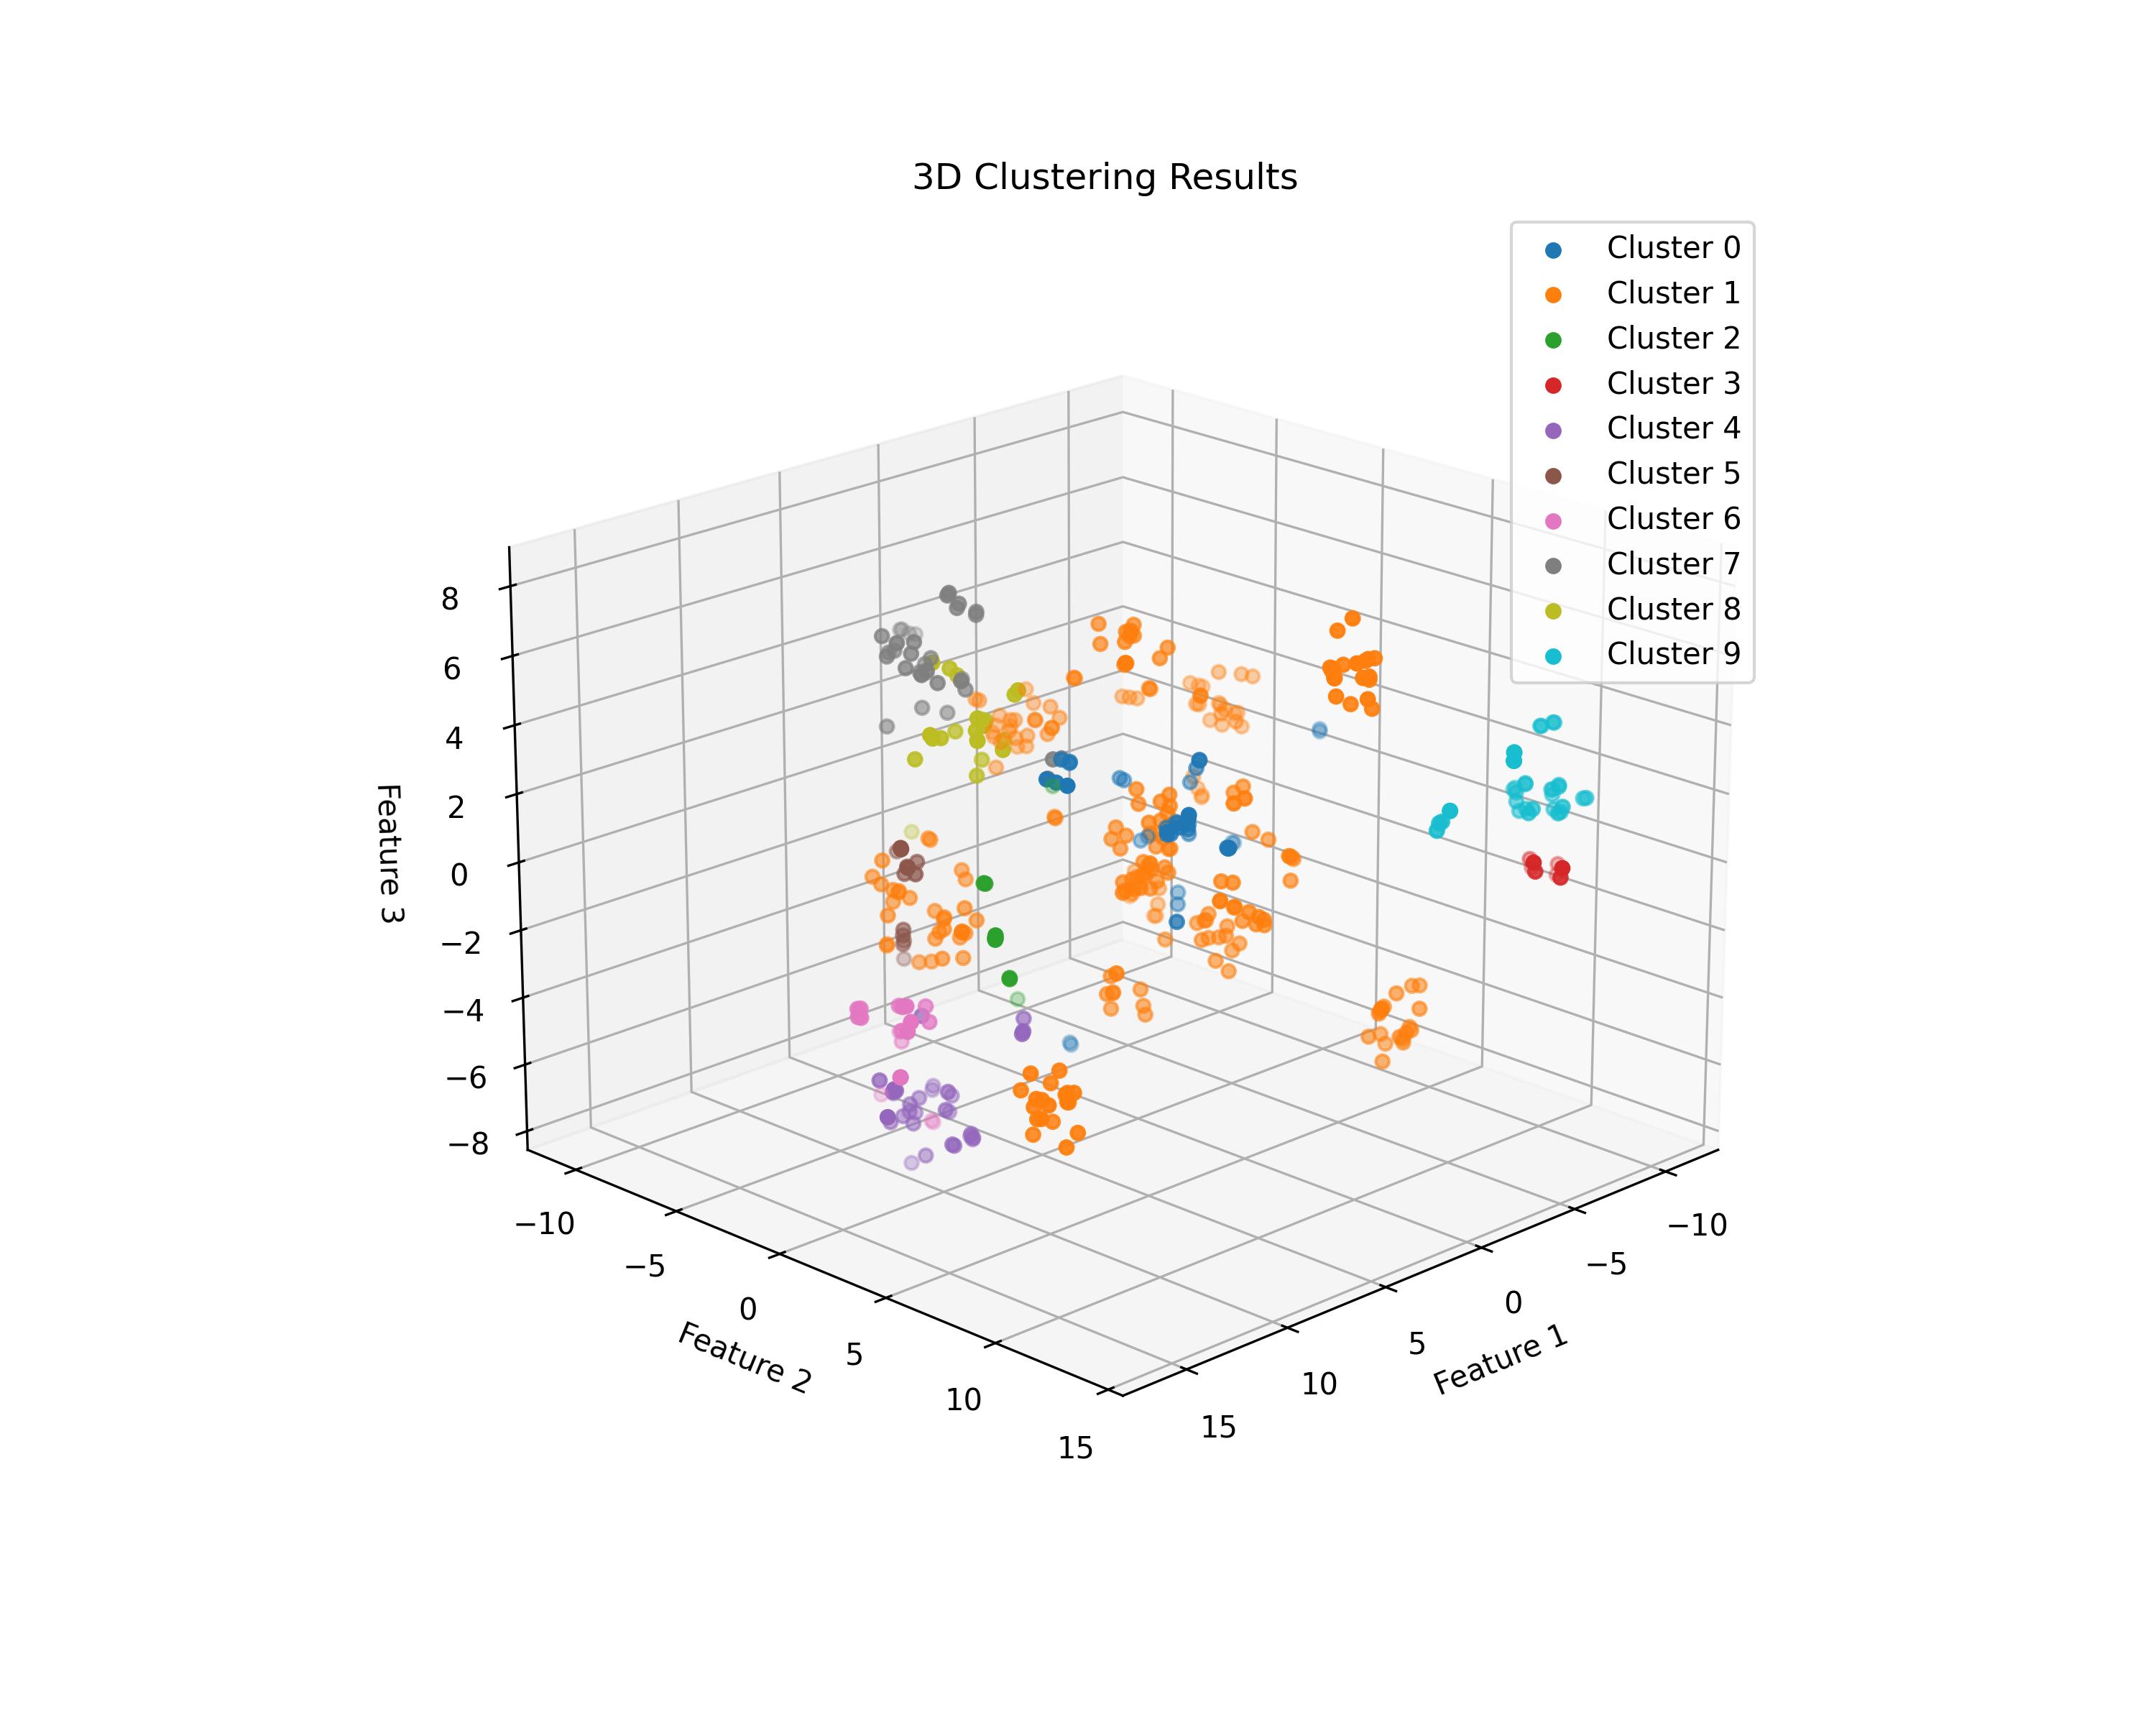 3D Clustering Results
Cluster 0
Cluster 1
Cluster 2
Cluster 3
Cluster 4
Cluster 5
Cluster 6
Cluster 7
Cluster 8
Cluster 9
8
6
4
2
0
−2
−4
−6
−8
Feature 3
−10
−5
0
5
10
15
Feature 2
−10
−5
0
5
10
15
Feature 1